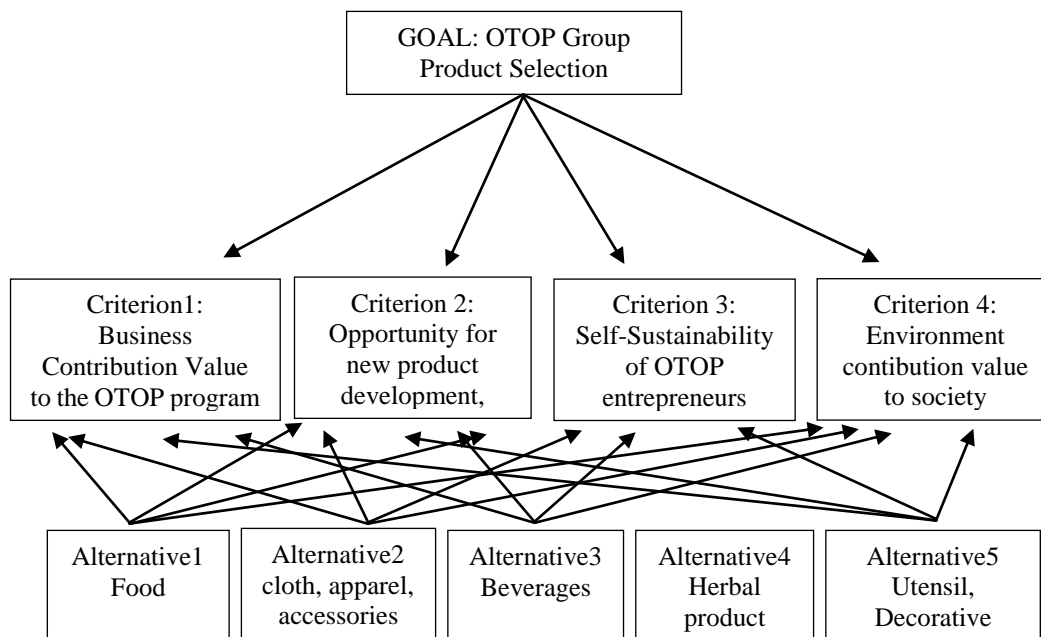 GOAL: OTOP Group
Product Selection
Criterion1:
Business
Contribution Value
to the OTOP program
Criterion 2:
Opportunity for
new product
development,
Criterion 3:
Self-Sustainability
of OTOP
entrepreneurs
Criterion 4:
Environment
contibution value
to society
Alternative1
Food
Alternative2
cloth, apparel,
accessories
Alternative3
Beverages
Alternative4
Herbal
product
Alternative5
Utensil,
Decorative